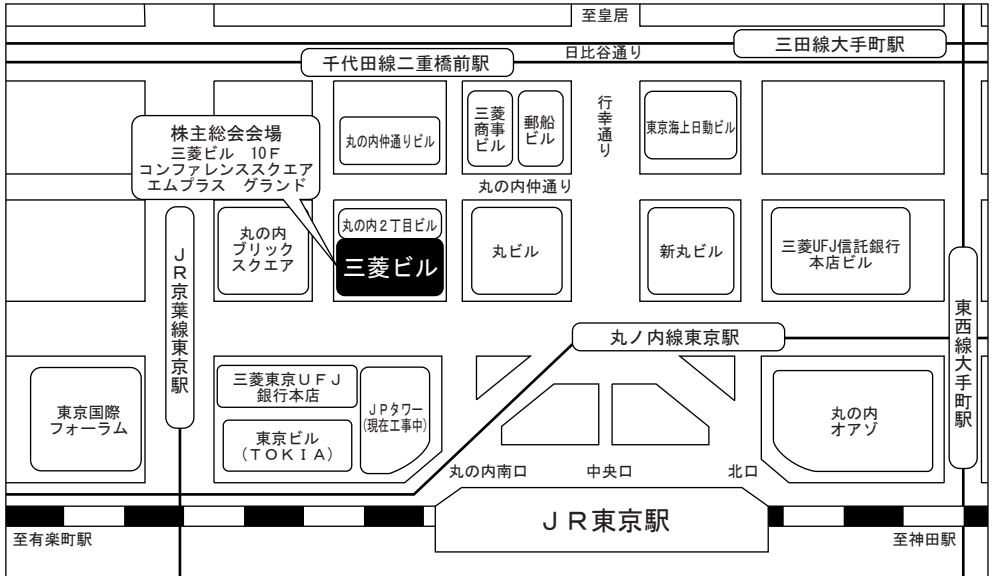 至皇居
三田線大手町駅
日比谷通り
千代田線二重橋前駅
株主総会会場
三菱ビル 10F
コンファレンススクエア
エムプラス グランド
丸の内仲通りビル
三菱
商事
ビル
郵船
ビル
行幸通り
東京海上日動ビル
丸の内仲通り
JR京葉線東京駅
丸の内
ブリック
スクエア
丸の内2丁目ビル
三菱ビル
丸ビル
新丸ビル
三菱UFJ信託銀行
本店ビル
東西線大手町駅
丸ノ内線東京駅
東京国際
フォーラム
三菱東京UFJ
銀行本店
東京ビル
(TOKIA)
JPタワー
(現在工事中)
丸の内
オアゾ
丸の内南口
中央口
北口
JR東京駅
至有楽町駅
至神田駅